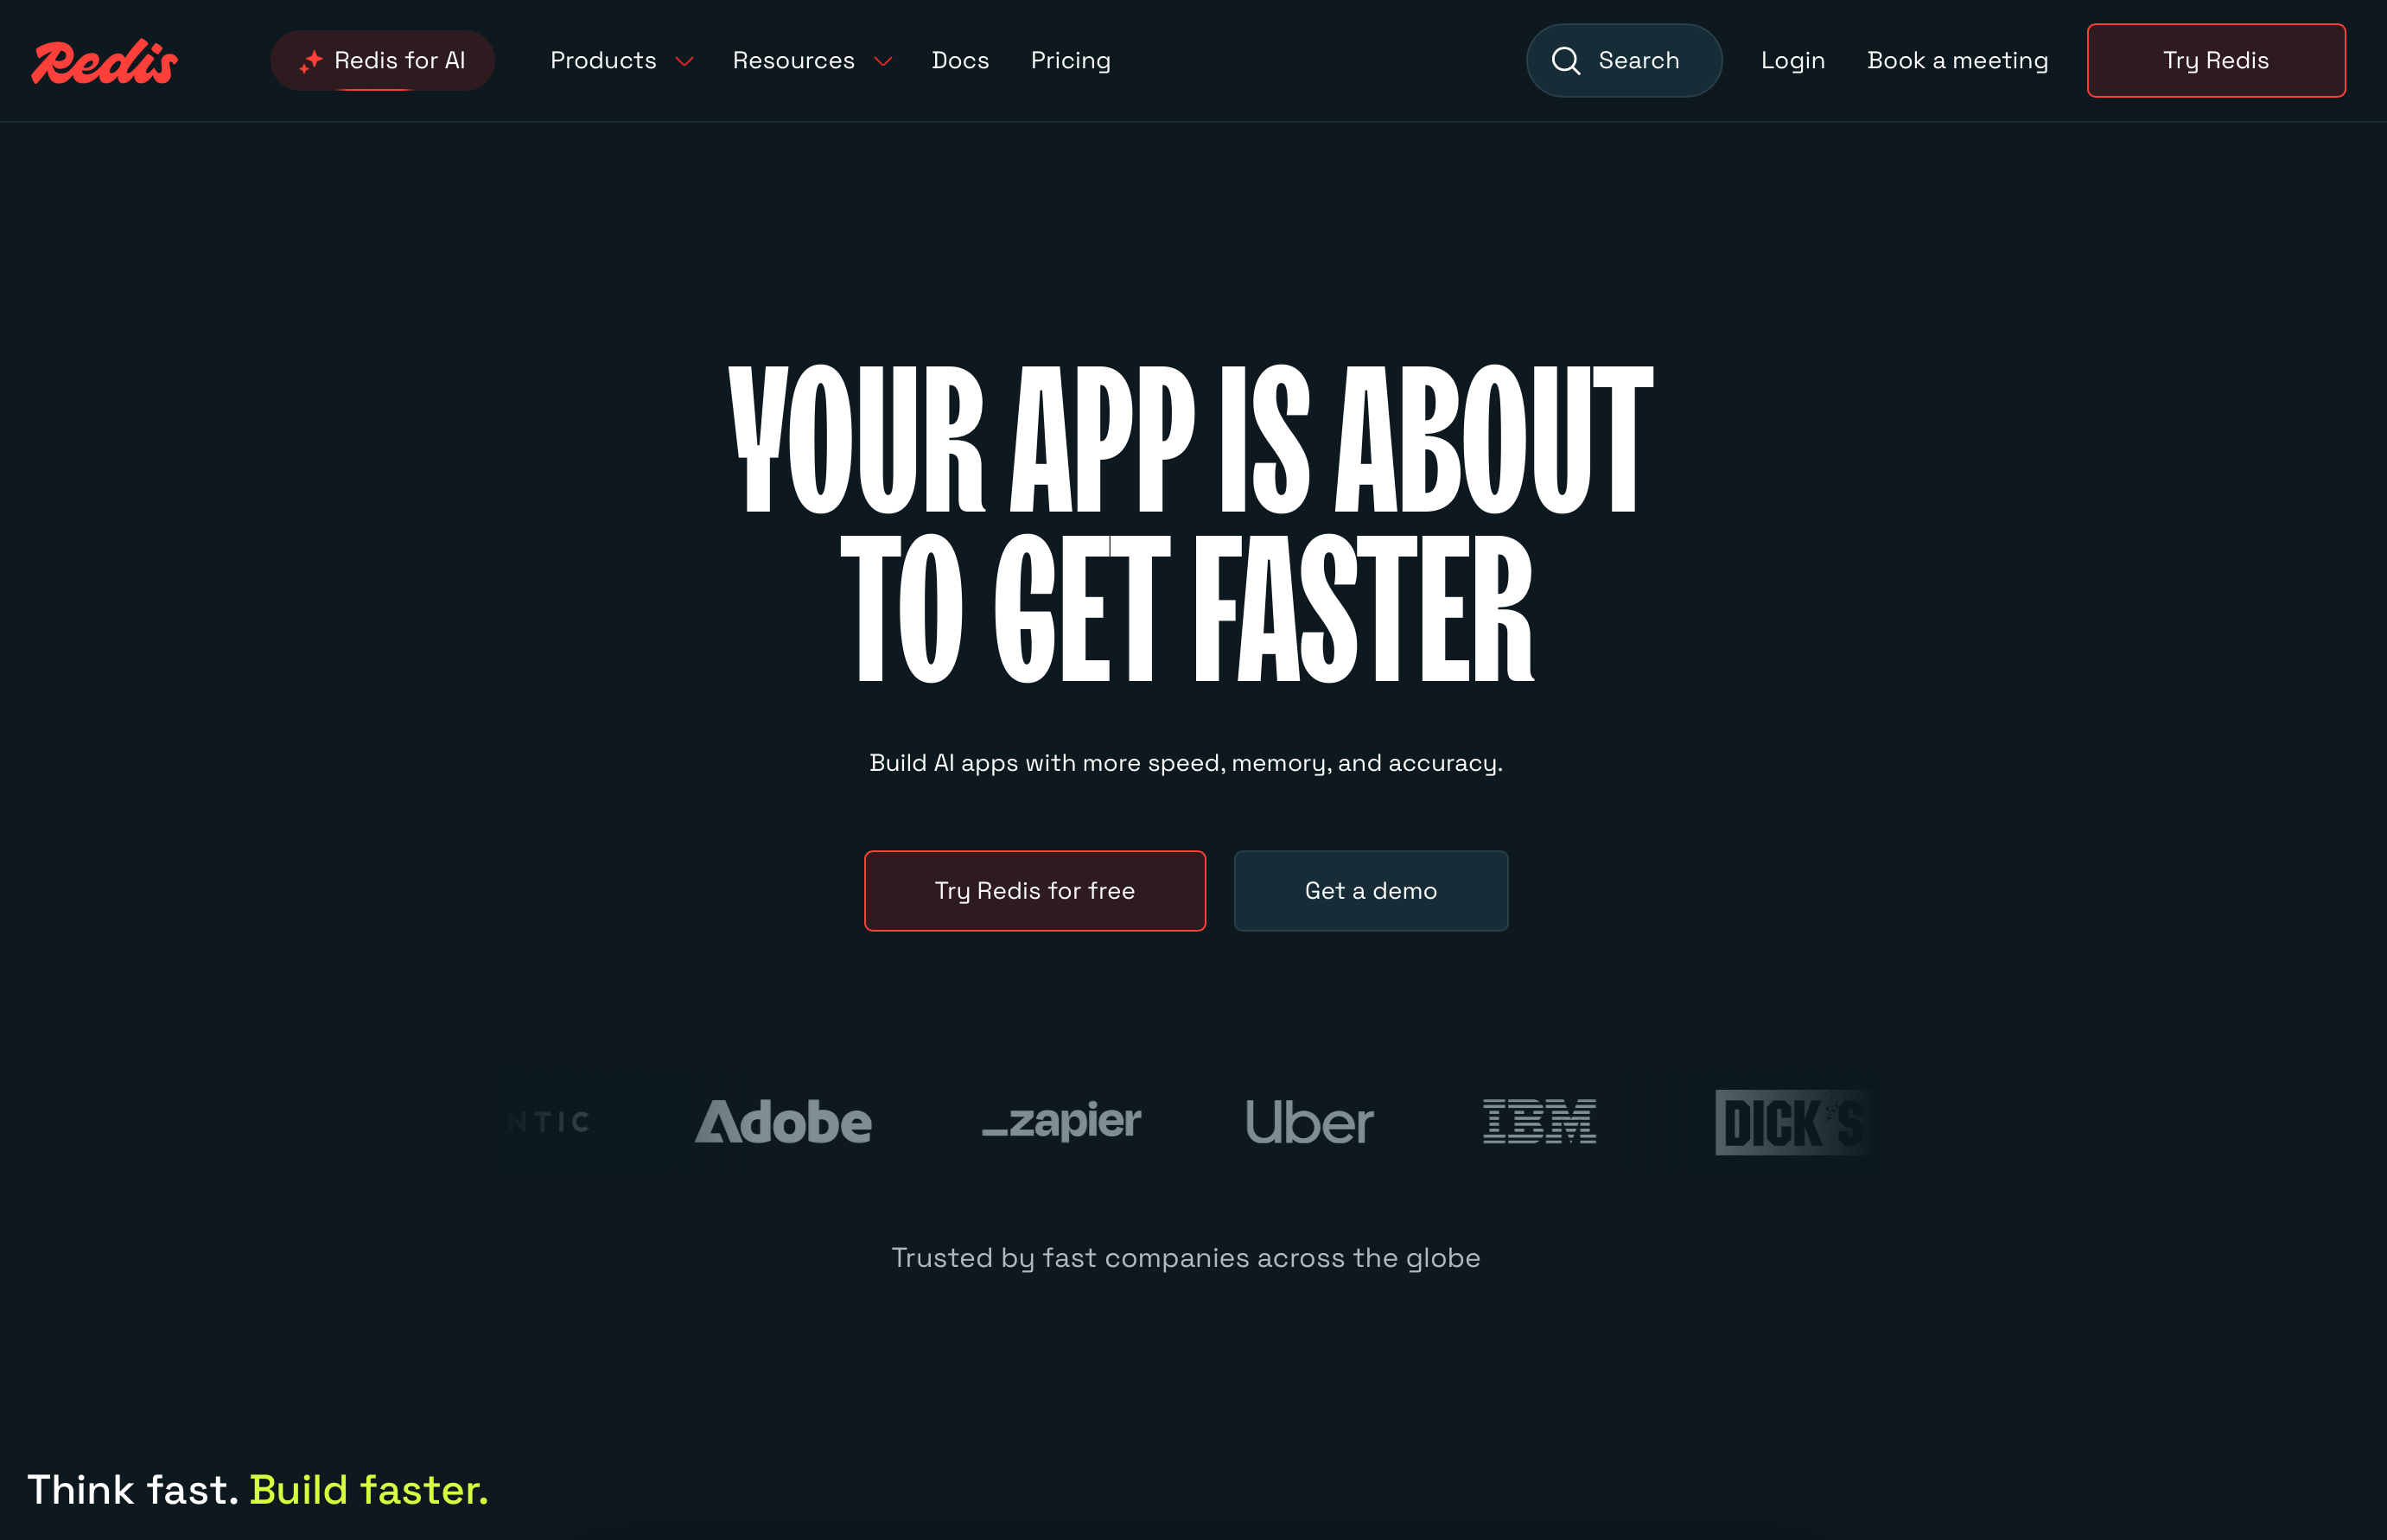 Redis
Redis for AI Products Resources Docs Pricing Search Login Book a meeting Try Redis
YOUR APP IS ABOUT
TO GET FASTER
Build AI apps with more speed, memory, and accuracy.
Try Redis for free Get a demo
NTIC Adobe zapier Uber IBM DICK'S
Trusted by fast companies across the globe
Think fast. Build faster.